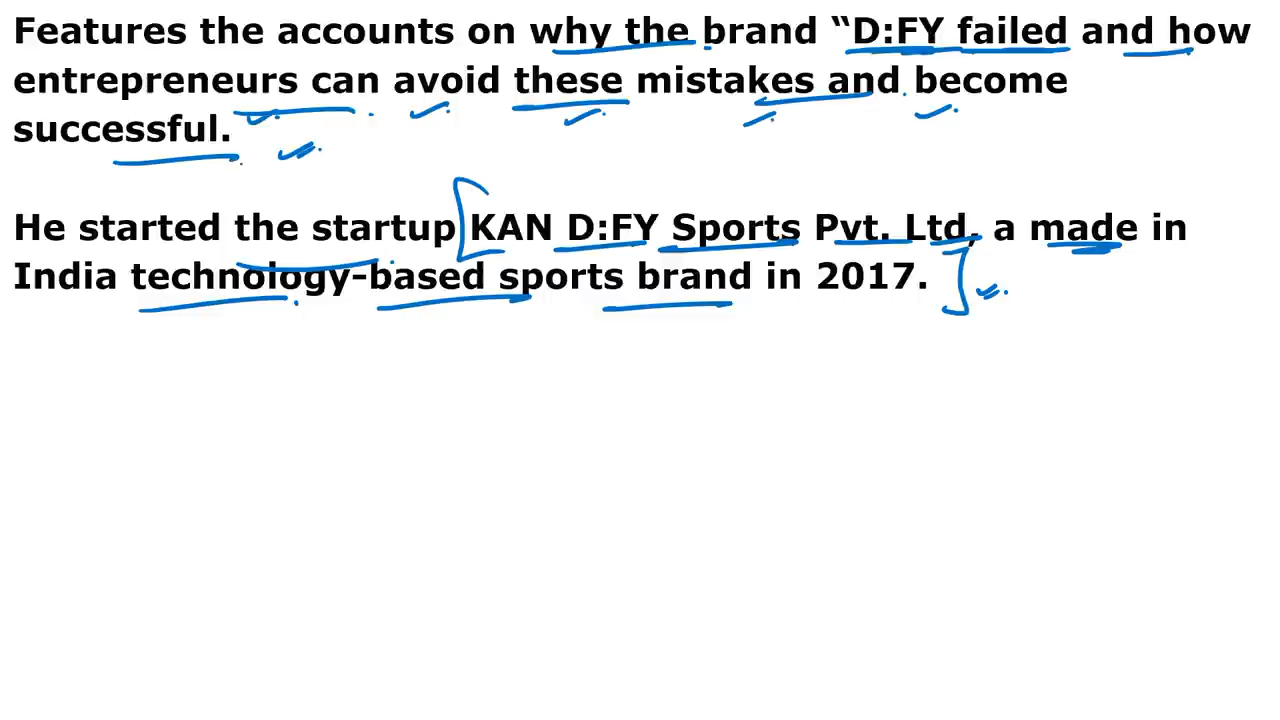 Features the accounts on why the brand “D:FY failed and how
entrepreneurs can avoid these mistakes and become
successful.
He started the startup KAN D:FY Sports Pvt. Ltd, a made in
India technology-based sports brand in 2017.